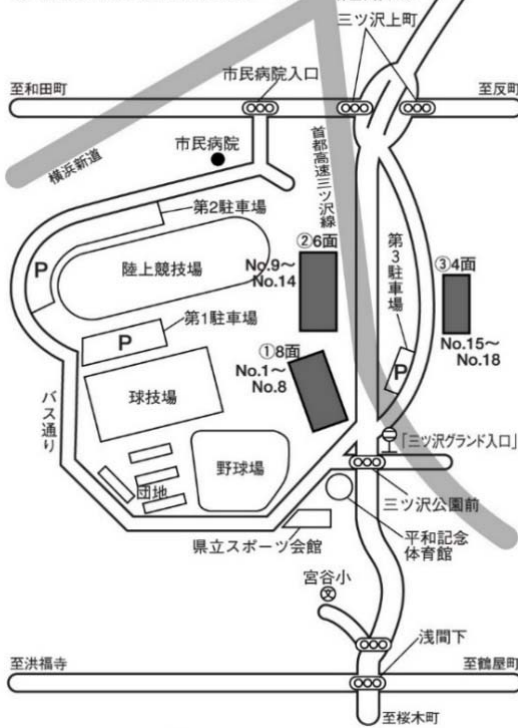 三ツ沢上町
市民病院入口
至和田町
至反町
市民病院
横浜新道
首都高速三ツ沢線
第2駐車場
②6面
No.9～
No.14
第3駐車場
③4面
P
陸上競技場
No.15～
No.18
第1駐車場
P
①8面
No.1～
No.8
P
球技場
バス通り
「三ツ沢グランド入口」
野球場
団地
三ツ沢公園前
県立スポーツ会館
平和記念
体育館
宮谷小
文
浅間下
至洪福寺
至鶴屋町
至桜木町